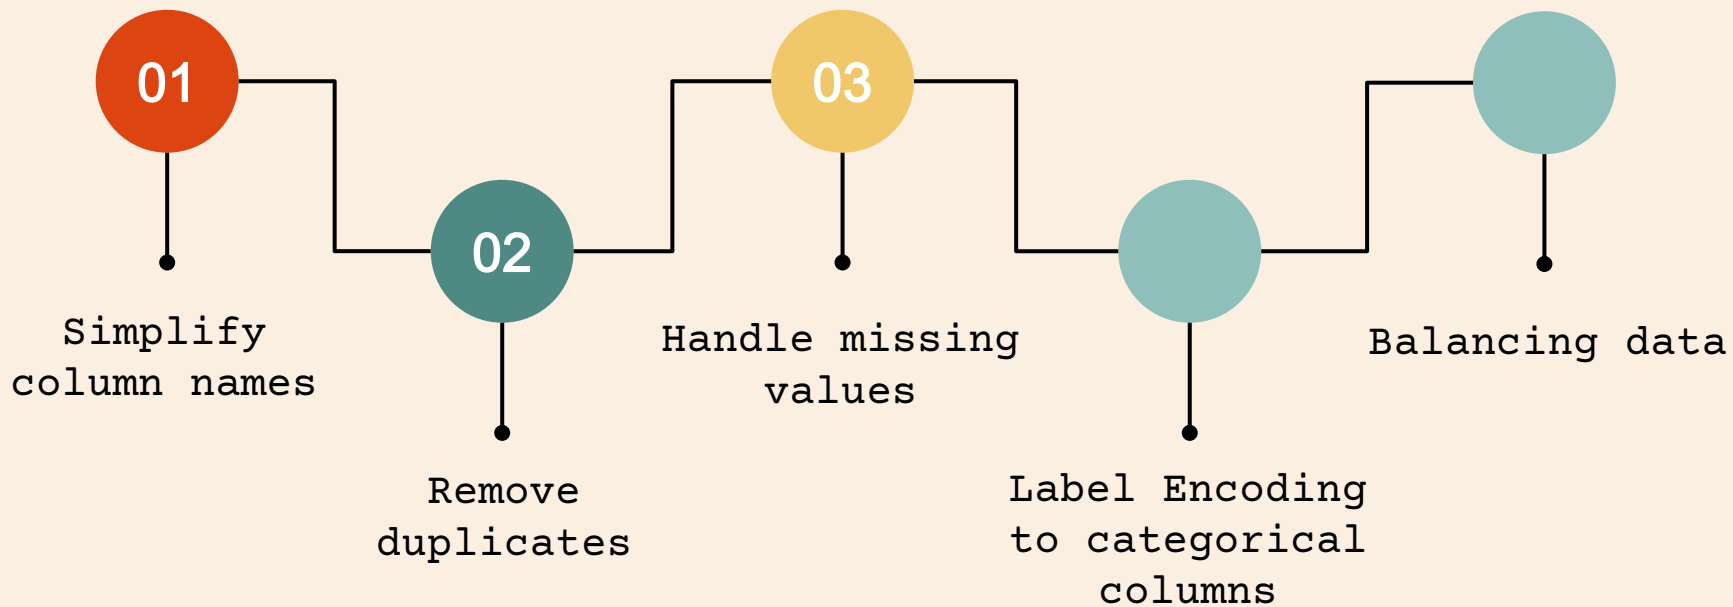 01
Simplify
column names
02
Remove
duplicates
03
Handle missing
values
Label Encoding
to categorical
columns
Balancing data